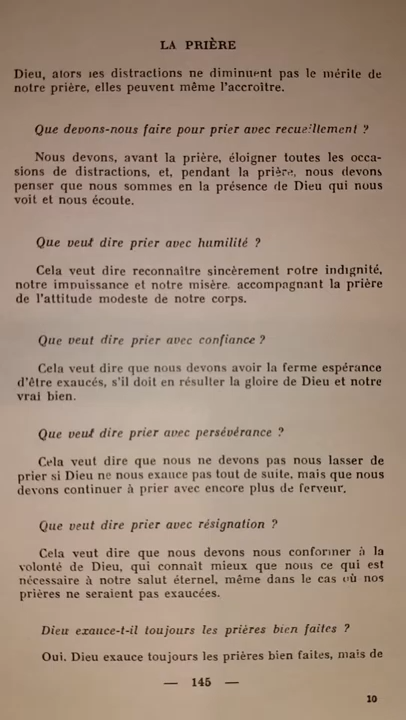 LA PRIÈRE
Dieu, alors les distractions ne diminuent pas le mérite de
notre prière, elles peuvent même l'accroître.
Que devons-nous faire pour prier avec recueillement ?
Nous devons, avant la prière, éloigner toutes les occa-
sions de distractions, et, pendant la prière, nous devons
penser que nous sommes en la présence de Dieu qui nous
voit et nous écoute.
Que veut dire prier avec humilité ?
Cela veut dire reconnaître sincèrement notre indignité,
notre impuissance et notre misère. accompagnant la prière
de l'attitude modeste de notre corps.
Que veut dire prier avec confiance ?
Cela veut dire que nous devons avoir la ferme espérance
d'être exaucés, s'il doit en résulter la gloire de Dieu et notre
vrai bien.
Que veut dire prier avec persévérance ?
Cela veut dire que nous ne devons pas nous lasser de
prier si Dieu ne nous exauce pas tout de suite, mais que nous
devons continuer à prier avec encore plus de ferveur.
Que veut dire prier avec résignation ?
Cela veut dire que nous devons nous conformer à la
volonté de Dieu, qui connaît mieux que nous ce qui est
nécessaire à notre salut éternel, même dans le cas où nos
prières ne seraient pas exaucées.
Dieu exauce-t-il toujours les prières bien faites ?
Oui. Dieu exauce toujours les prières bien faites, mais de
— 145 —
10